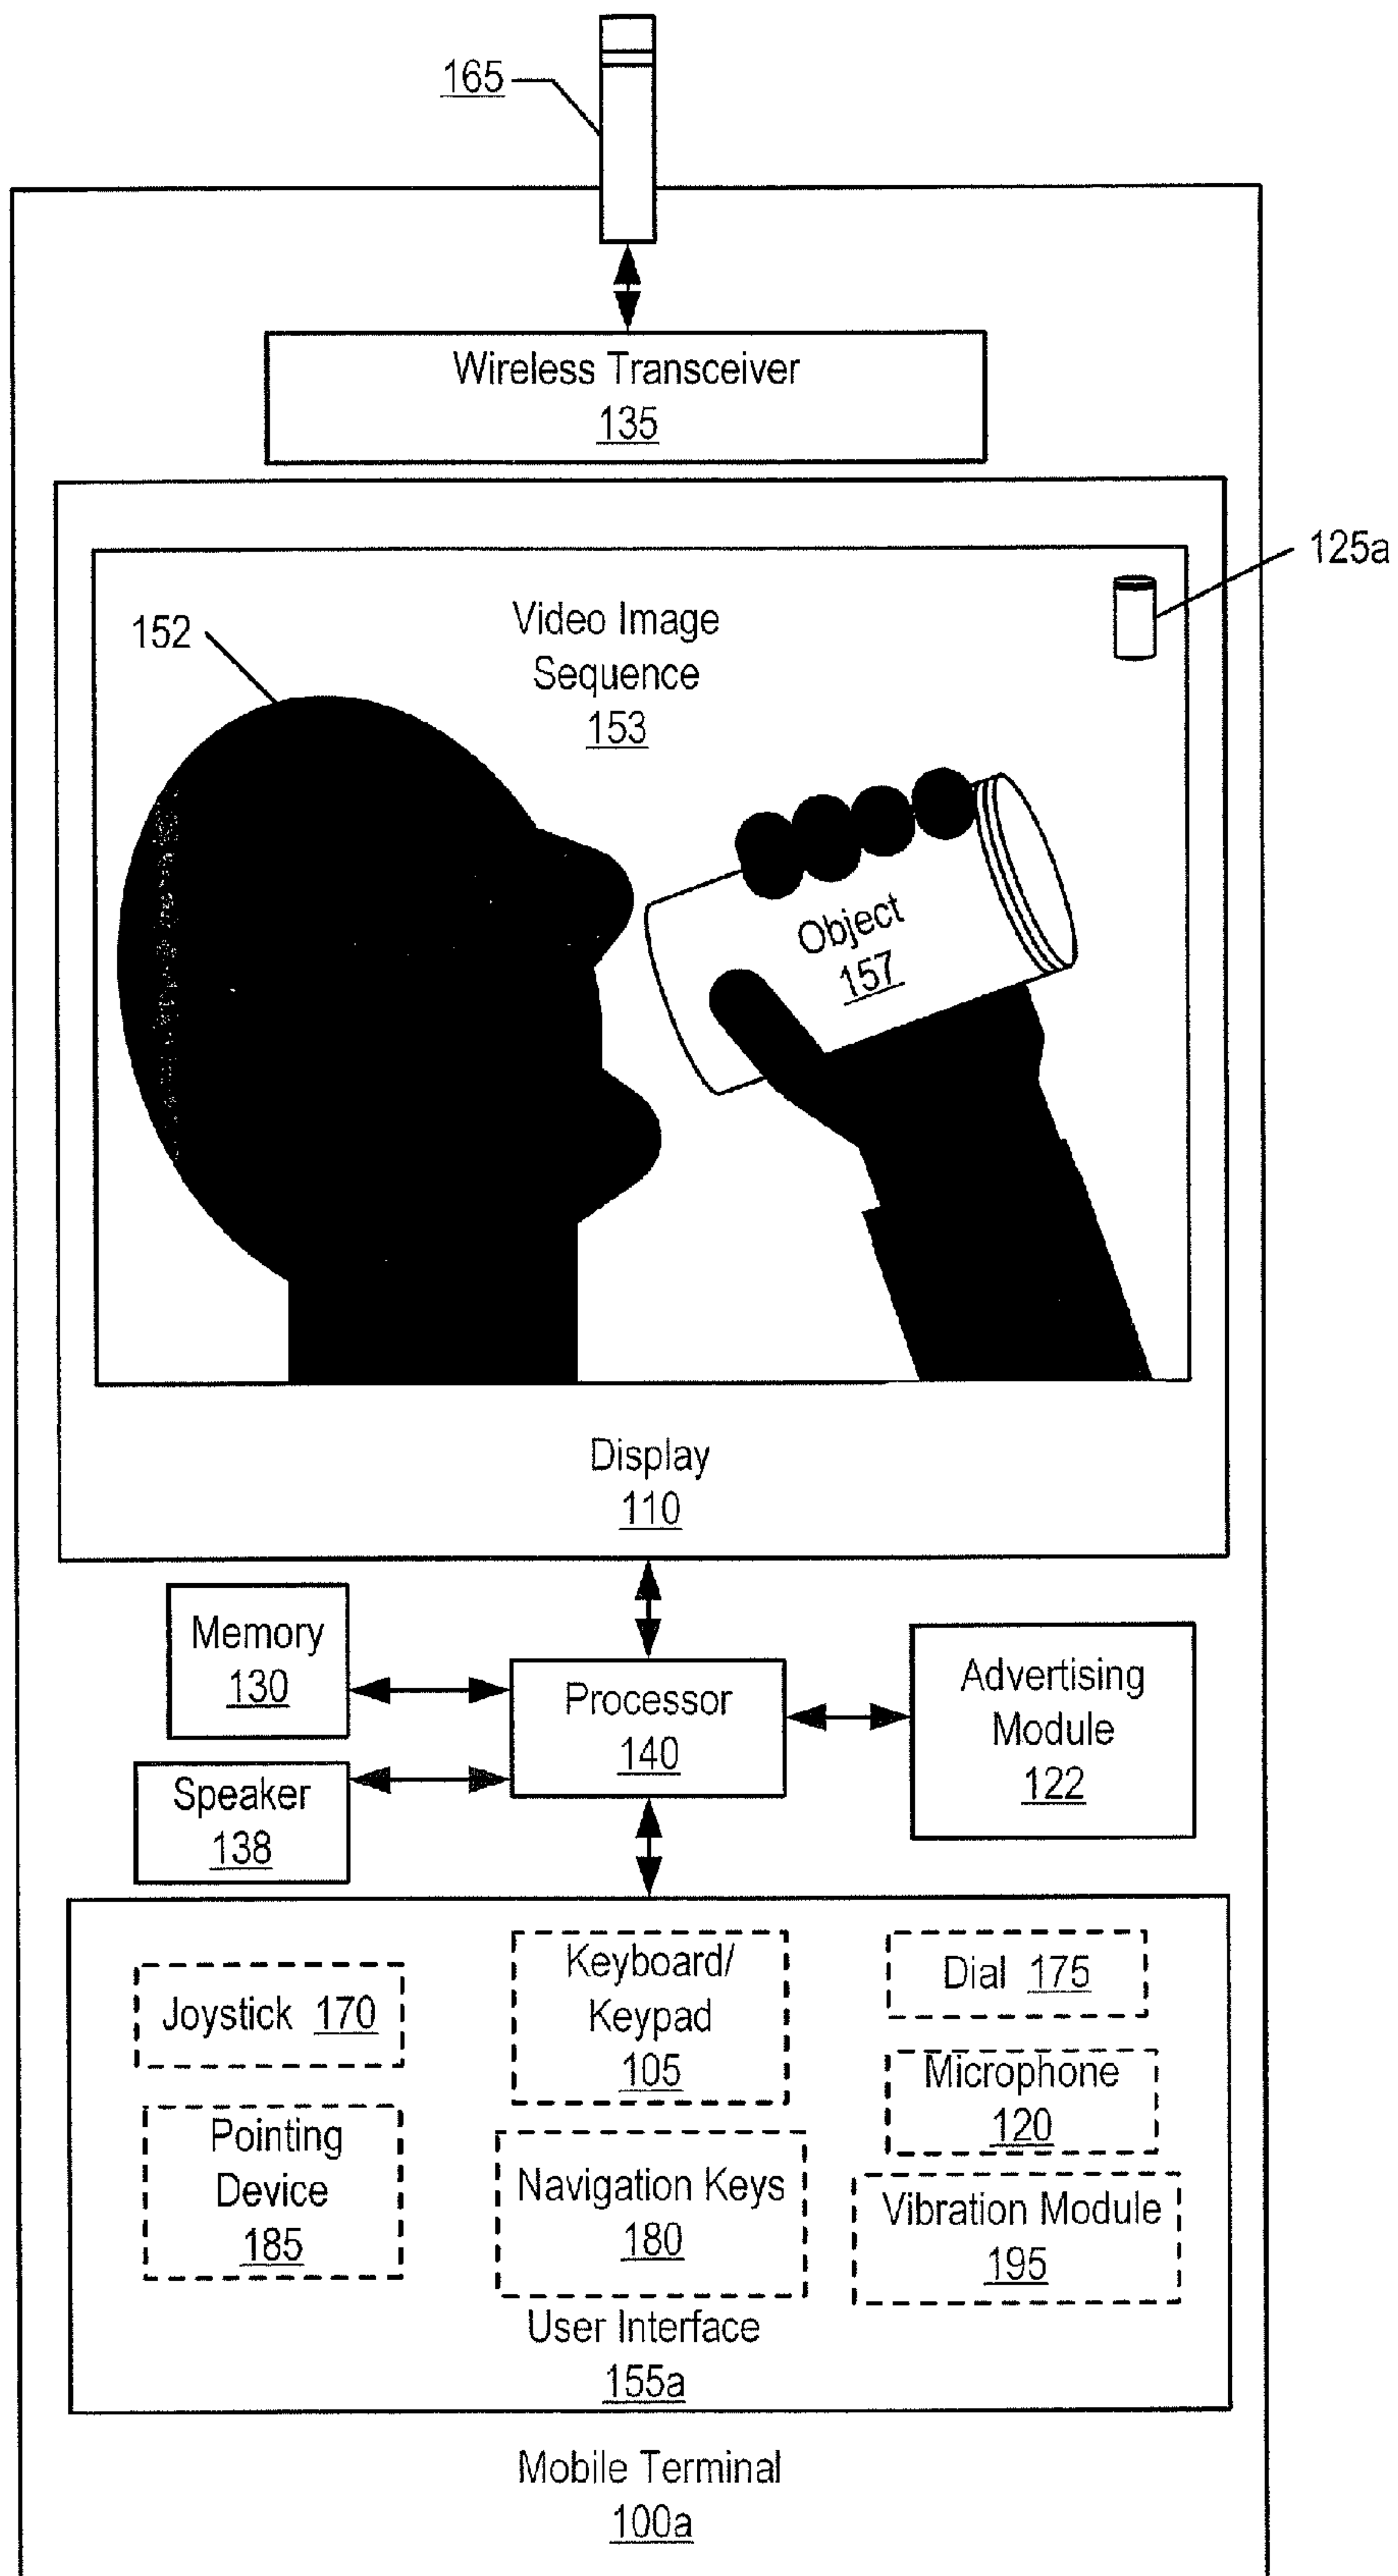 165
Wireless Transceiver
135
125a
152
Video Image
Sequence
153
Object
157
Display
110
Memory
130
Processor
140
Advertising
Module
122
Speaker
138
Joystick 170
Keyboard/
Keypad
105
Dial 175
Microphone
120
Pointing
Device
185
Navigation Keys
180
Vibration Module
195
User Interface
155a
Mobile Terminal
100a